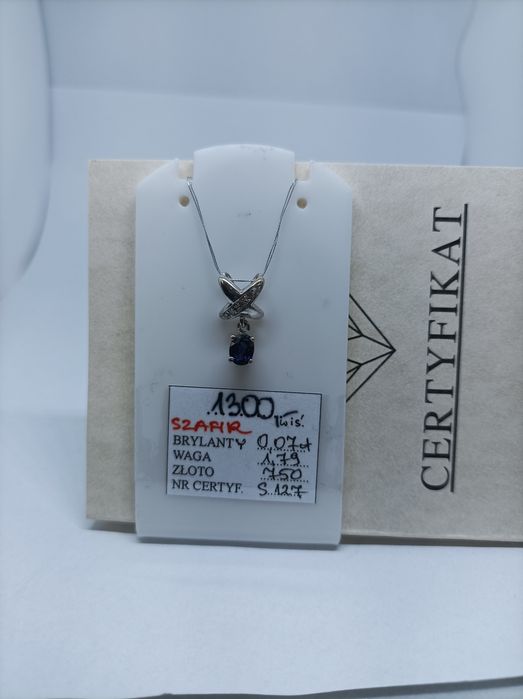 1300,-
SZAFIR
BRYLANTY 0,07ct
WAGA 1,79
ZŁOTO 750
NR CERTYF. S.127
CERTYFIKAT